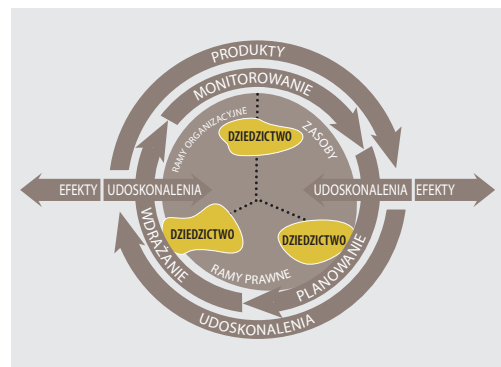 PRODUKTY
MONITOROWANIE
RAMY ORGANIZACYJNE
ZASOBY
DZIEDZICTWO
EFEKTY
UDOSKONALENIA
UDOSKONALENIA
EFEKTY
WDRAŻANIE
DZIEDZICTWO
DZIEDZICTWO
PLANOWANIE
RAMY PRAWNE
UDOSKONALENIA